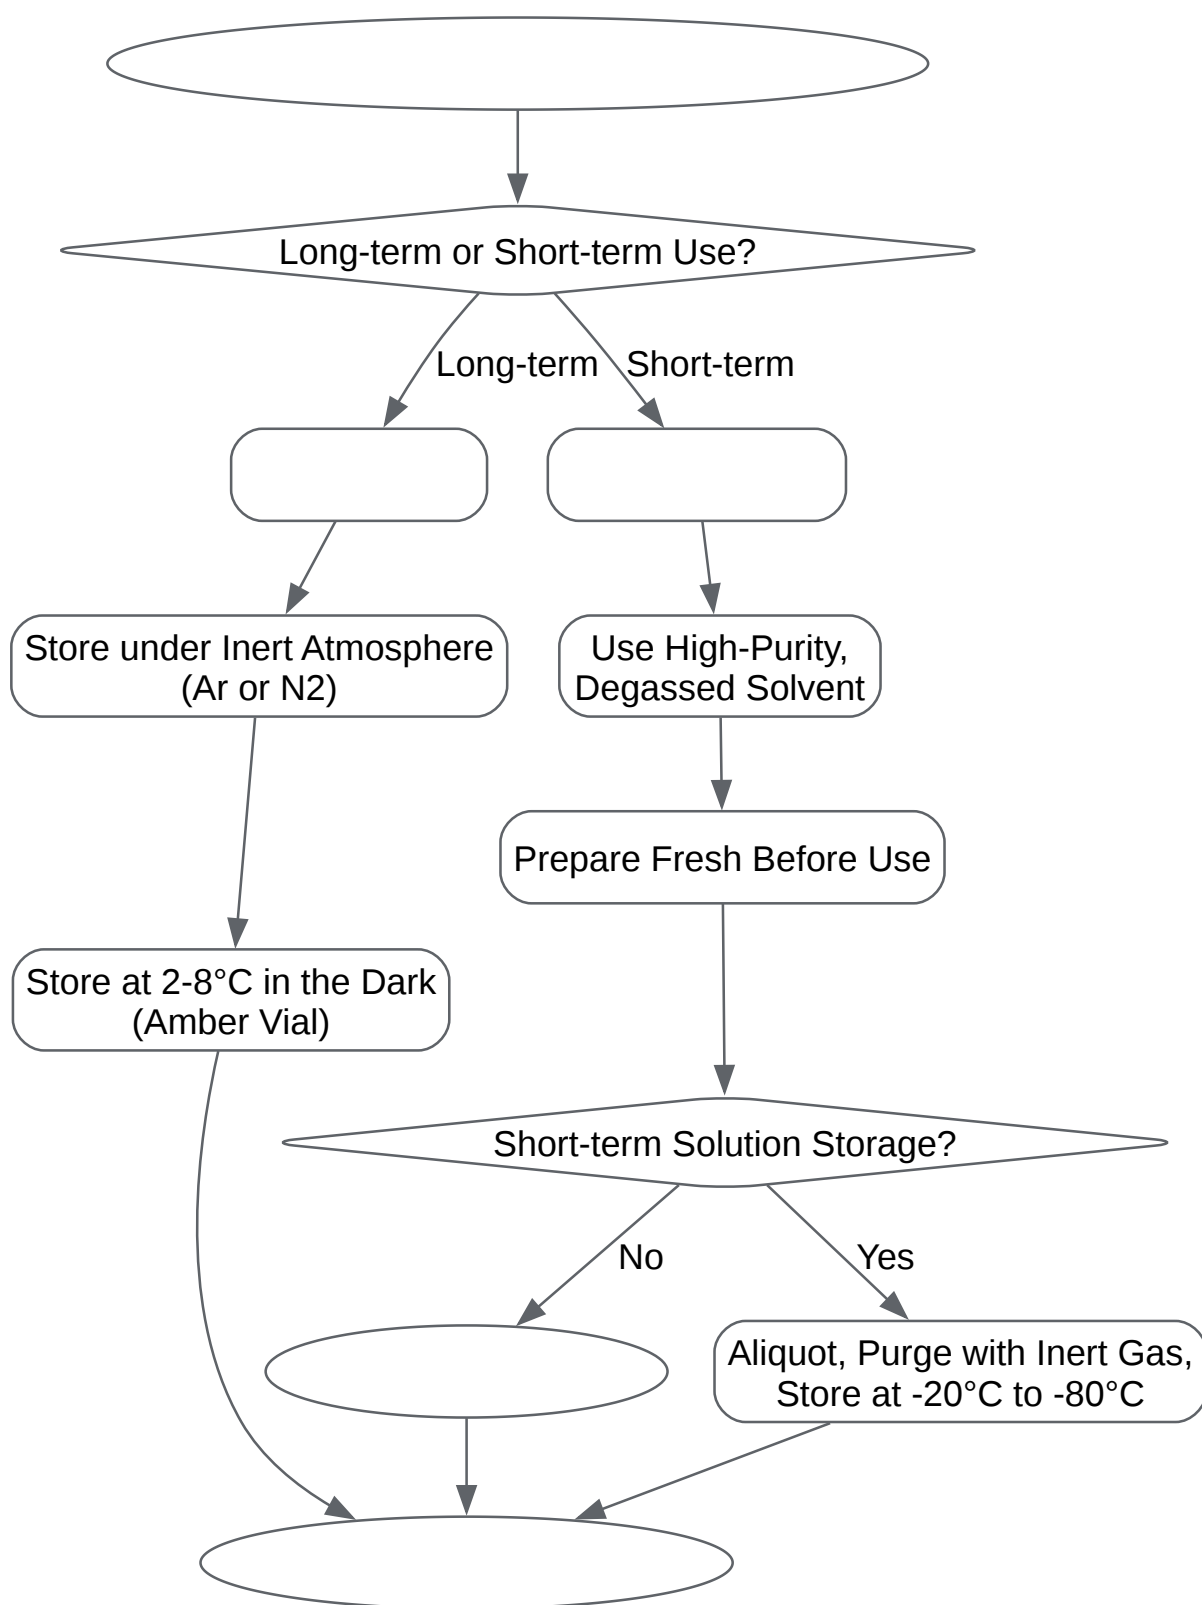 Long-term or Short-term Use?
Long-term
Short-term
Store under Inert Atmosphere
(Ar or N2)
Use High-Purity,
Degassed Solvent
Prepare Fresh Before Use
Store at 2-8°C in the Dark
(Amber Vial)
Short-term Solution Storage?
No
Yes
Aliquot, Purge with Inert Gas,
Store at -20°C to -80°C